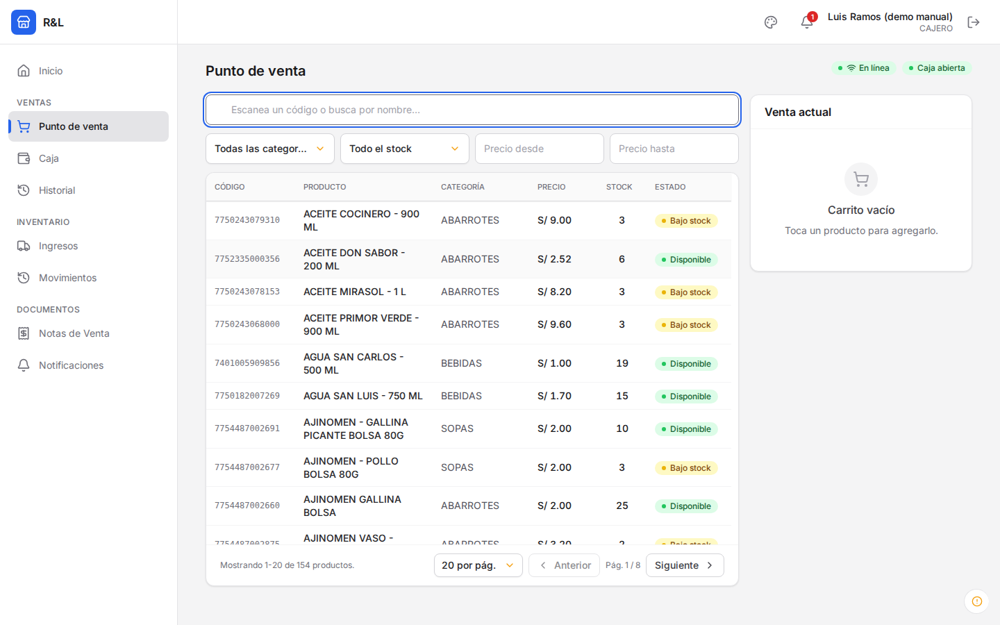 R&L
1
Luis Ramos (demo manual)
CAJERO
Inicio
VENTAS
Punto de venta
Caja
Historial
INVENTARIO
Ingresos
Movimientos
DOCUMENTOS
Notas de Venta
Notificaciones
Punto de venta
En línea
Caja abierta
Escanea un código o busca por nombre...
Todas las categor...
Todo el stock
Precio desde
Precio hasta
CÓDIGO PRODUCTO CATEGORÍA PRECIO STOCK ESTADO
7750243079310 ACEITE COCINERO - 900 ML ABARROTES S/ 9.00 3 Bajo stock
7752335000356 ACEITE DON SABOR - 200 ML ABARROTES S/ 2.52 6 Disponible
7750243078153 ACEITE MIRASOL - 1 L ABARROTES S/ 8.20 3 Bajo stock
7750243068000 ACEITE PRIMOR VERDE - 900 ML ABARROTES S/ 9.60 3 Bajo stock
7401005909856 AGUA SAN CARLOS - 500 ML BEBIDAS S/ 1.00 19 Disponible
7750182007269 AGUA SAN LUIS - 750 ML BEBIDAS S/ 1.70 15 Disponible
7754487002691 AJINOMEN - GALLINA PICANTE BOLSA 80G SOPAS S/ 2.00 10 Disponible
7754487002677 AJINOMEN - POLLO BOLSA 80G SOPAS S/ 2.00 3 Bajo stock
7754487002660 AJINOMEN GALLINA BOLSA ABARROTES S/ 2.00 25 Disponible
7754487002875 AJINOMEN VASO - ABARROTES S/ 3.20 2 Bajo stock
Mostrando 1-20 de 154 productos.
20 por pág.
Anterior
Pág. 1 / 8
Siguiente
Venta actual
Carrito vacío
Toca un producto para agregarlo.